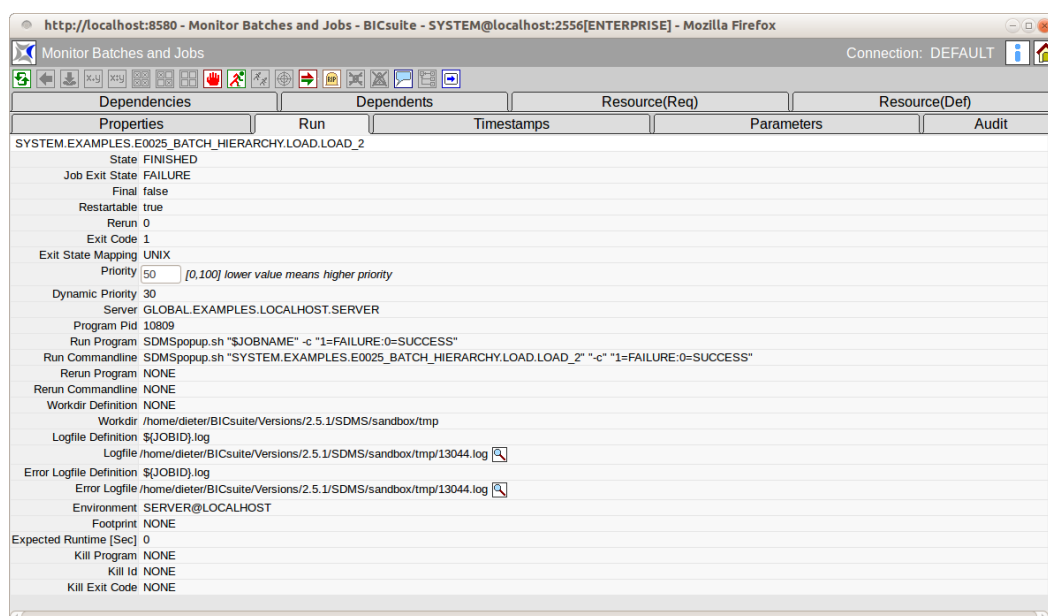 http://localhost:8580 - Monitor Batches and Jobs - BICsuite - SYSTEM@localhost:2556[ENTERPRISE] - Mozilla Firefox
Monitor Batches and Jobs Connection: DEFAULT
Dependencies Dependents Resource(Req) Resource(Def)
Properties Run Timestamps Parameters Audit
SYSTEM.EXAMPLES.E0025_BATCH_HIERARCHY.LOAD.LOAD_2
State FINISHED
Job Exit State FAILURE
Final false
Restartable true
Rerun 0
Exit Code 1
Exit State Mapping UNIX
Priority 50 [0,100] lower value means higher priority
Dynamic Priority 30
Server GLOBAL.EXAMPLES.LOCALHOST.SERVER
Program Pid 10809
Run Program SDMSpopup.sh "$JOBNAME" -c "1=FAILURE:0=SUCCESS"
Run Commandline SDMSpopup.sh "SYSTEM.EXAMPLES.E0025_BATCH_HIERARCHY.LOAD.LOAD_2" "-c" "1=FAILURE:0=SUCCESS"
Rerun Program NONE
Rerun Commandline NONE
Workdir Definition NONE
Workdir /home/dieter/BICsuite/Versions/2.5.1/SDMS/sandbox/tmp
Logfile Definition ${JOBID}.log
Logfile /home/dieter/BICsuite/Versions/2.5.1/SDMS/sandbox/tmp/13044.log
Error Logfile Definition ${JOBID}.log
Error Logfile /home/dieter/BICsuite/Versions/2.5.1/SDMS/sandbox/tmp/13044.log
Environment SERVER@LOCALHOST
Footprint NONE
Expected Runtime [Sec] 0
Kill Program NONE
Kill Id NONE
Kill Exit Code NONE